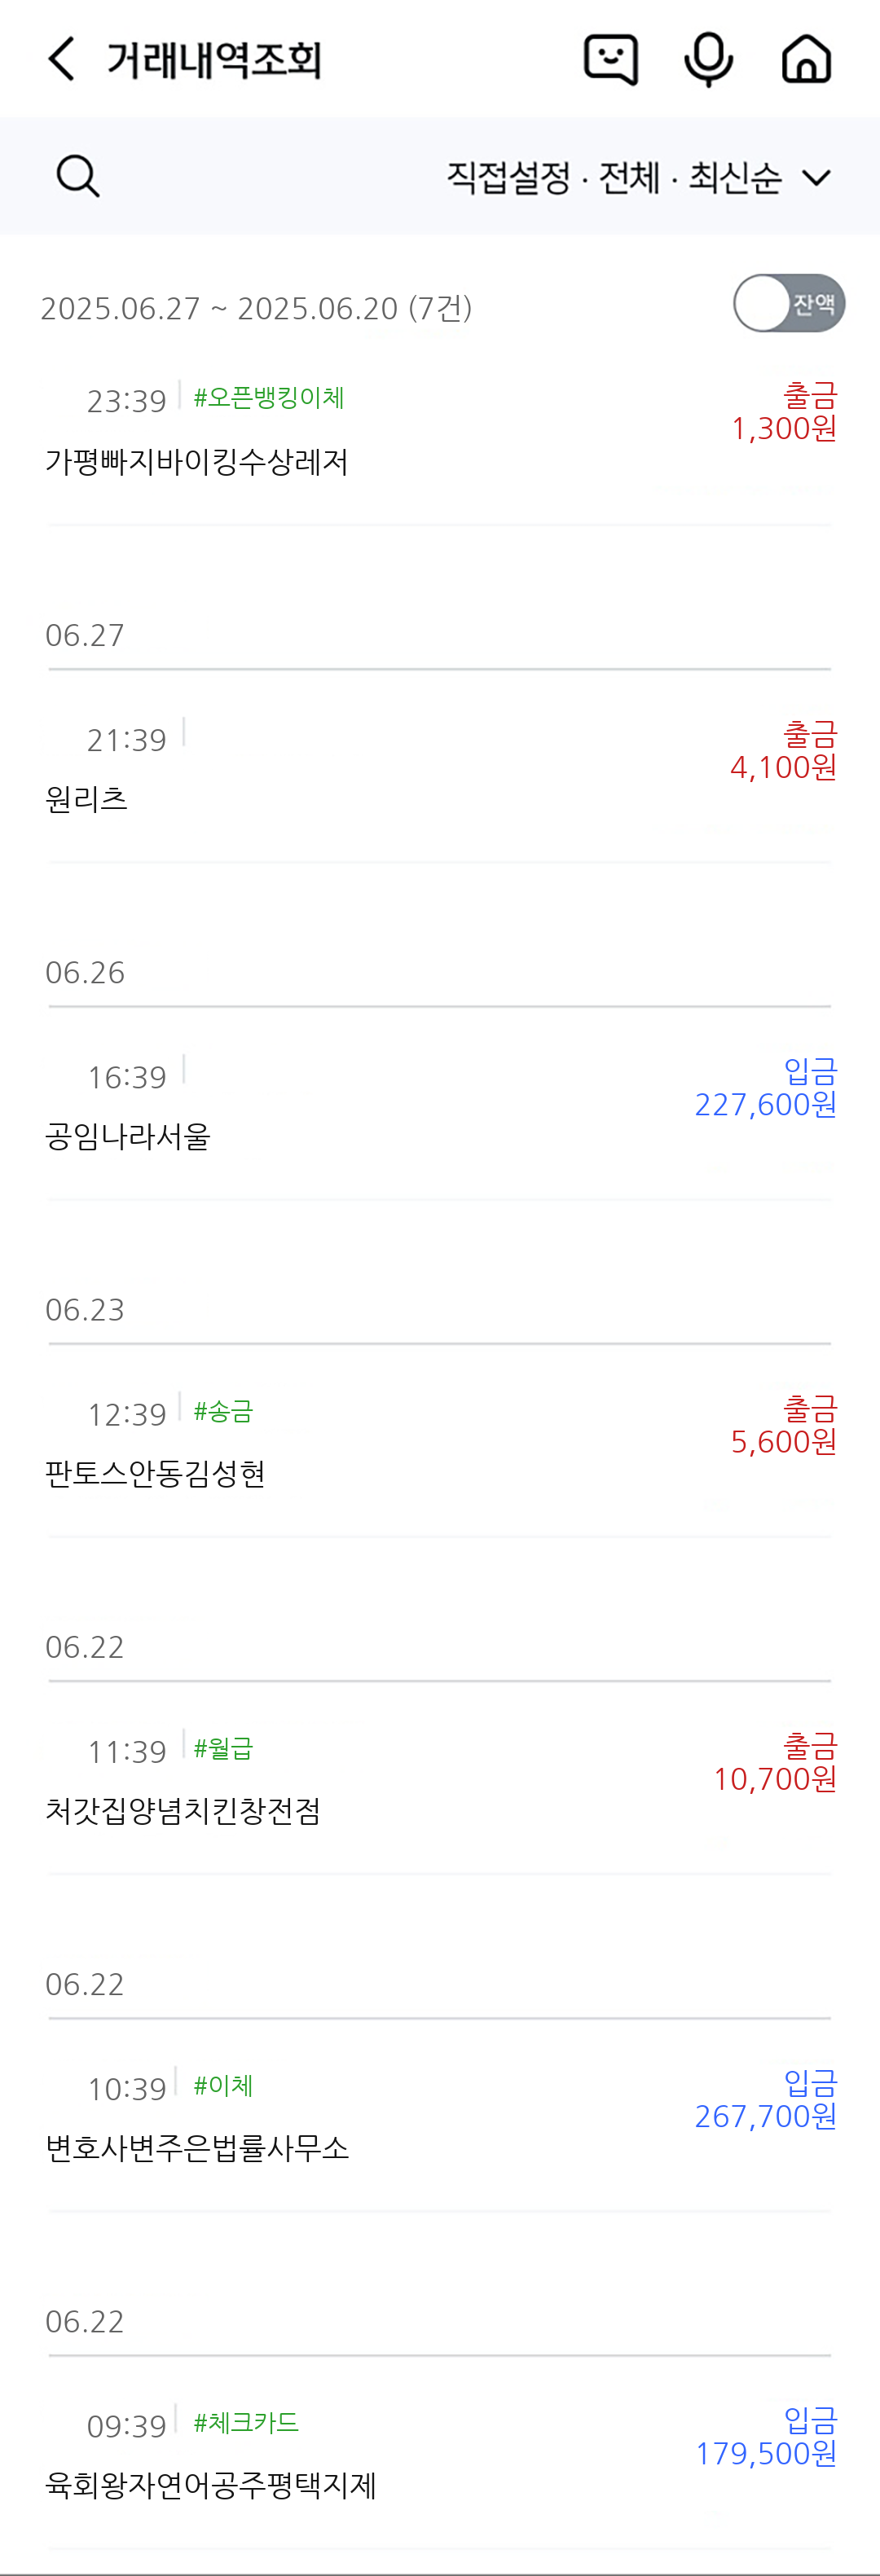 거래내역조회
직접설정 · 전체 · 최신순
2025.06.27 ~ 2025.06.20 (7건)
잔액
23:39 #오픈뱅킹이체
출금
1,300원
가평빠지바이킹수상레저
06.27
21:39
출금
4,100원
원리츠
06.26
16:39
입금
227,600원
공임나라서울
06.23
12:39 #송금
출금
5,600원
판토스안동김성현
06.22
11:39 #월급
출금
10,700원
처갓집양념치킨창전점
06.22
10:39 #이체
입금
267,700원
변호사변주은법률사무소
06.22
09:39 #체크카드
입금
179,500원
육회왕자연어공주평택지제